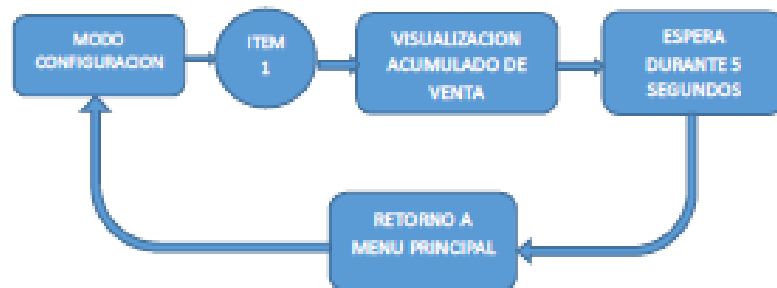 MODO
CONFIGURACION
ITEM
1
VISUALIZACION
ACUMULADO DE
VENTA
ESPERA
DURANTE 5
SEGUNDOS
RETORNO A
MENU PRINCIPAL